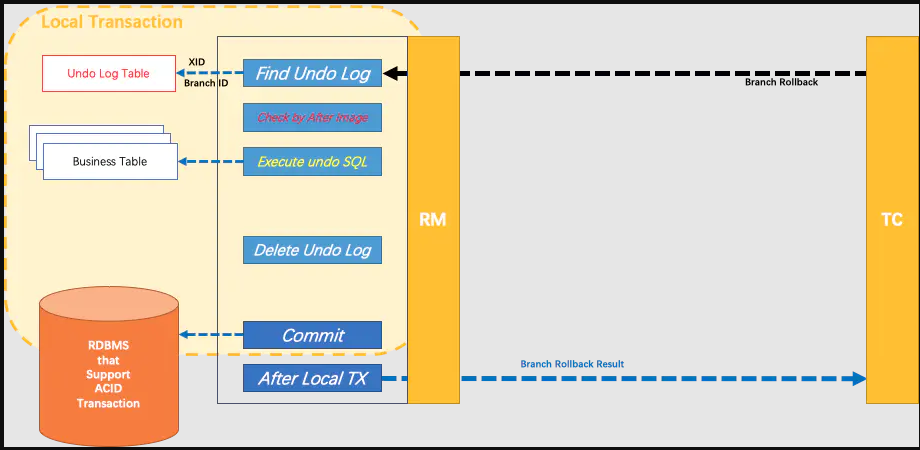 Local Transaction
Undo Log Table
XID
Branch ID
Find Undo Log
Branch Rollback
Check by After Image
Business Table
Execute undo SQL
RM
TC
Delete Undo Log
Commit
RDBMS
that
Support
ACID
Transaction
After Local TX
Branch Rollback Result